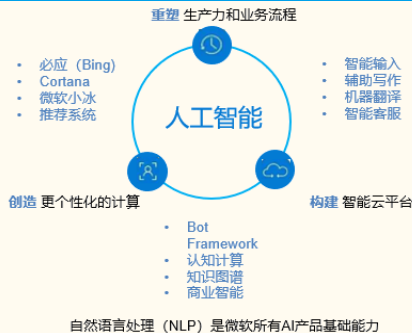 重塑 生产力和业务流程
• 必应（Bing)
• Cortana
• 微软小冰
• 推荐系统
人工智能
• 智能输入
• 辅助写作
• 机器翻译
• 智能客服
创造 更个性化的计算
构建 智能云平台
• Bot
Framework
• 认知计算
• 知识图谱
• 商业智能
自然语言处理（NLP）是微软所有AI产品基础能力